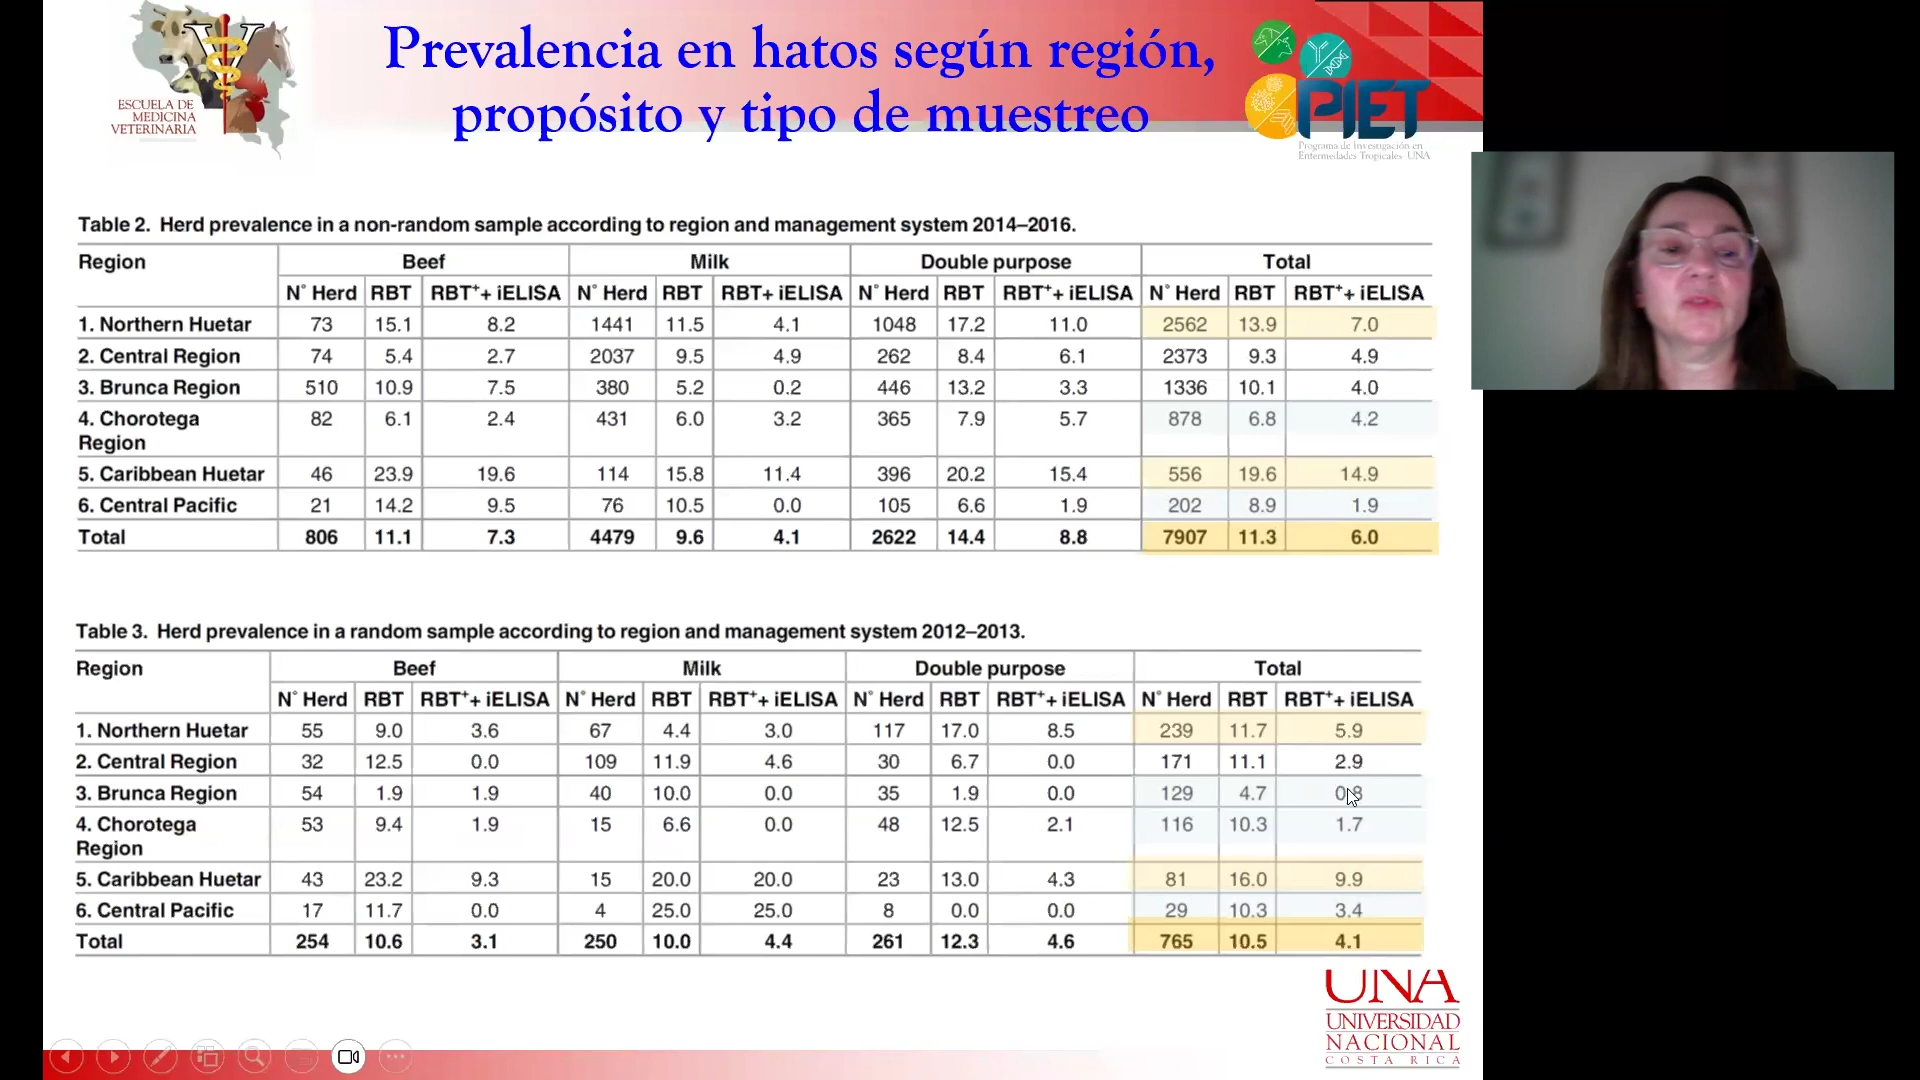 Prevalencia en hatos según región,
propósito y tipo de muestreo
ESCUELA DE
MEDICINA
VETERINARIA
PIET
Programa de Investigación en
Enfermedades Tropicales UNA
Table 2. Herd prevalence in a non-random sample according to region and management system 2014–2016.
Region Beef Milk Double purpose Total
N° Herd RBT RBT⁺+ iELISA N° Herd RBT RBT+ iELISA N° Herd RBT RBT⁺+ iELISA N° Herd RBT RBT⁺+ iELISA
1. Northern Huetar 73 15.1 8.2 1441 11.5 4.1 1048 17.2 11.0 2562 13.9 7.0
2. Central Region 74 5.4 2.7 2037 9.5 4.9 262 8.4 6.1 2373 9.3 4.9
3. Brunca Region 510 10.9 7.5 380 5.2 0.2 446 13.2 3.3 1336 10.1 4.0
4. Chorotega 82 6.1 2.4 431 6.0 3.2 365 7.9 5.7 878 6.8 4.2
Region
5. Caribbean Huetar 46 23.9 19.6 114 15.8 11.4 396 20.2 15.4 556 19.6 14.9
6. Central Pacific 21 14.2 9.5 76 10.5 0.0 105 6.6 1.9 202 8.9 1.9
Total 806 11.1 7.3 4479 9.6 4.1 2622 14.4 8.8 7907 11.3 6.0
Table 3. Herd prevalence in a random sample according to region and management system 2012–2013.
Region Beef Milk Double purpose Total
N° Herd RBT RBT⁺+ iELISA N° Herd RBT RBT⁺+ iELISA N° Herd RBT RBT⁺+ iELISA N° Herd RBT RBT⁺+ iELISA
1. Northern Huetar 55 9.0 3.6 67 4.4 3.0 117 17.0 8.5 239 11.7 5.9
2. Central Region 32 12.5 0.0 109 11.9 4.6 30 6.7 0.0 171 11.1 2.9
3. Brunca Region 54 1.9 1.9 40 10.0 0.0 35 1.9 0.0 129 4.7 0.8
4. Chorotega 53 9.4 1.9 15 6.6 0.0 48 12.5 2.1 116 10.3 1.7
Region
5. Caribbean Huetar 43 23.2 9.3 15 20.0 20.0 23 13.0 4.3 81 16.0 9.9
6. Central Pacific 17 11.7 0.0 4 25.0 25.0 8 0.0 0.0 29 10.3 3.4
Total 254 10.6 3.1 250 10.0 4.4 261 12.3 4.6 765 10.5 4.1
UNA
UNIVERSIDAD
NACIONAL
COSTA RICA